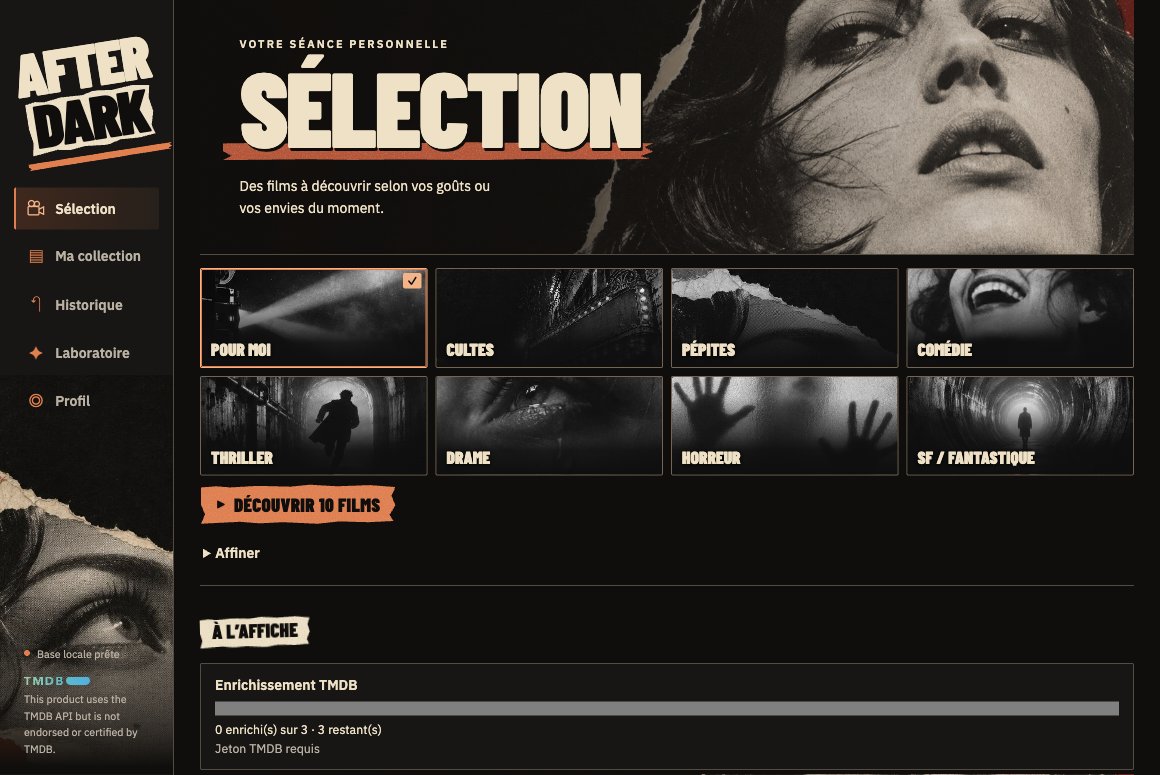 AFTER
DARK
Sélection
Ma collection
Historique
Laboratoire
Profil
Base locale prête
TMDB
This product uses the
TMDB API but is not
endorsed or certified by
TMDB.
VOTRE SÉANCE PERSONNELLE
SÉLECTION
Des films à découvrir selon vos goûts ou
vos envies du moment.
POUR MOI
CULTES
PÉPITES
COMÉDIE
THRILLER
DRAME
HORREUR
SF / FANTASTIQUE
DÉCOUVRIR 10 FILMS
Affiner
À L'AFFICHE
Enrichissement TMDB
0 enrichi(s) sur 3 · 3 restant(s)
Jeton TMDB requis